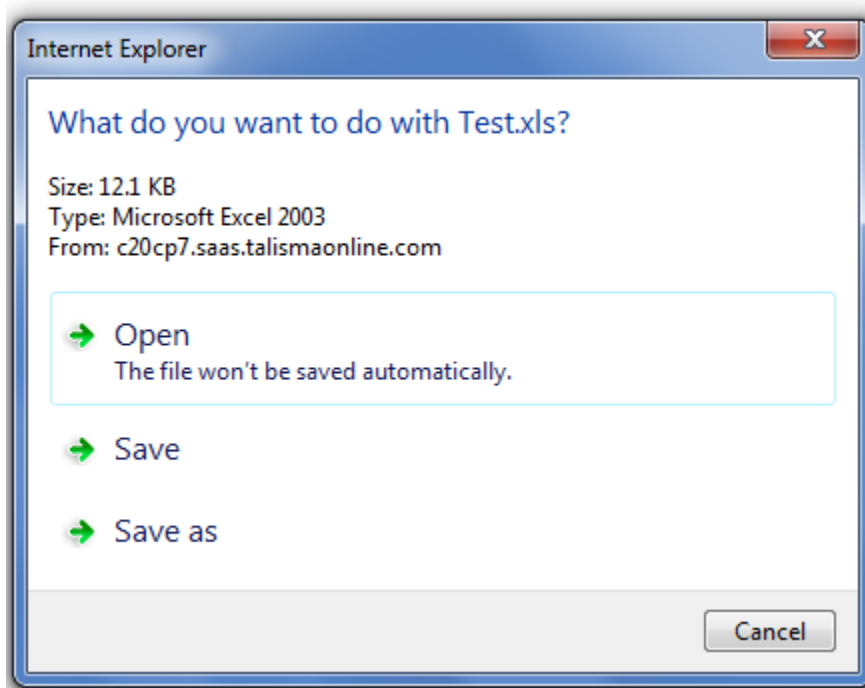 Internet Explorer
What do you want to do with Test.xls?
Size: 12.1 KB
Type: Microsoft Excel 2003
From: c20cp7.saas.talismaonline.com
Open
The file won't be saved automatically.
Save
Save as
Cancel